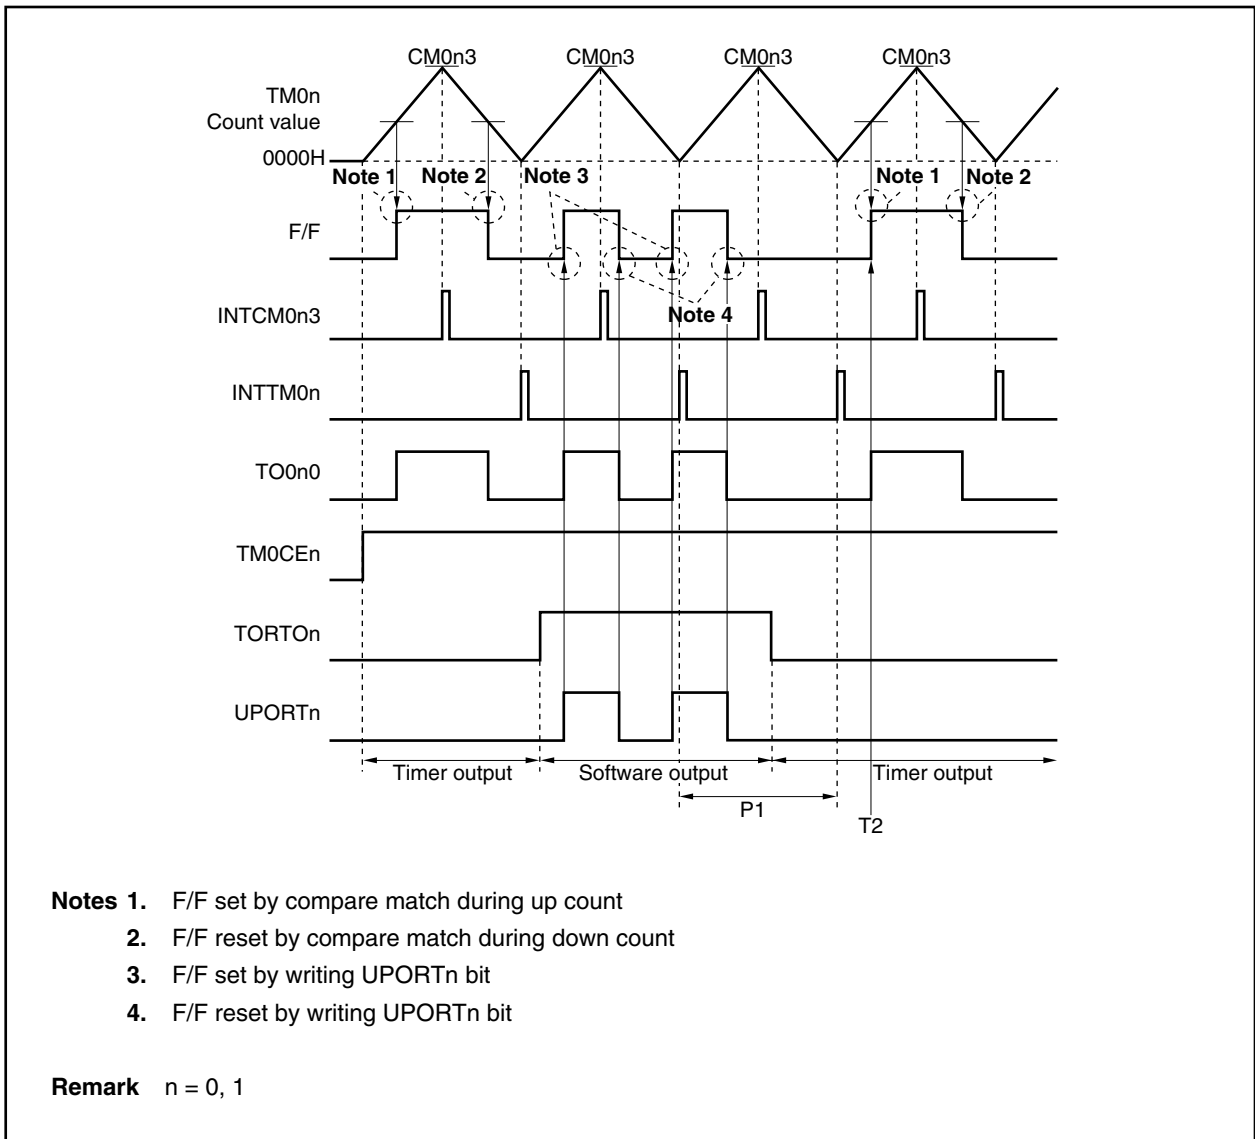 CM0n3 CM0n3 CM0n3 CM0n3
TM0n
Count value
0000H
Note 1 Note 2 Note 3 Note 1 Note 2
F/F
INTCM0n3 Note 4
INTTM0n
TO0n0
TM0CEn
TORTOn
UPORTn
Timer output Software output Timer output
P1
T2
Notes 1. F/F set by compare match during up count
2. F/F reset by compare match during down count
3. F/F set by writing UPORTn bit
4. F/F reset by writing UPORTn bit
Remark n = 0, 1